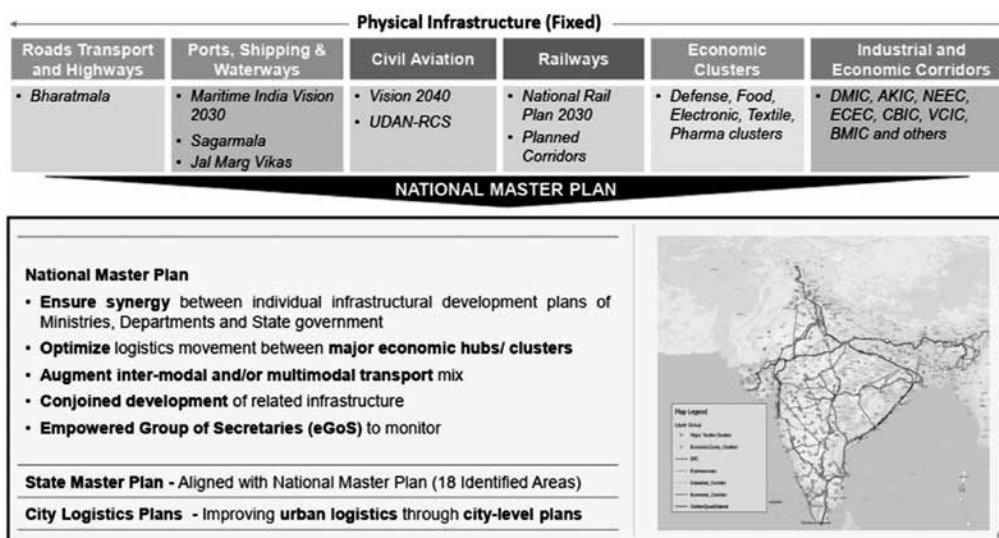 Physical Infrastructure (Fixed)
Roads Transport
and Highways
• Bharatmala
Ports, Shipping &
Waterways
• Maritime India Vision
2030
• Sagarmala
• Jal Marg Vikas
Civil Aviation
• Vision 2040
• UDAN-RCS
Railways
• National Rail
Plan 2030
• Planned
Corridors
Economic
Clusters
• Defense, Food,
Electronic, Textile,
Pharma clusters
Industrial and
Economic Corridors
• DMIC, AKIC, NEEC,
ECEC, CBIC, VCIC,
BMIC and others
NATIONAL MASTER PLAN
National Master Plan
• Ensure synergy between individual infrastructural development plans of
Ministries, Departments and State government
• Optimize logistics movement between major economic hubs/ clusters
• Augment inter-modal and/or multimodal transport mix
• Conjoined development of related infrastructure
• Empowered Group of Secretaries (eGoS) to monitor
State Master Plan - Aligned with National Master Plan (18 Identified Areas)
City Logistics Plans - Improving urban logistics through city-level plans
Map Legend
Layer Group